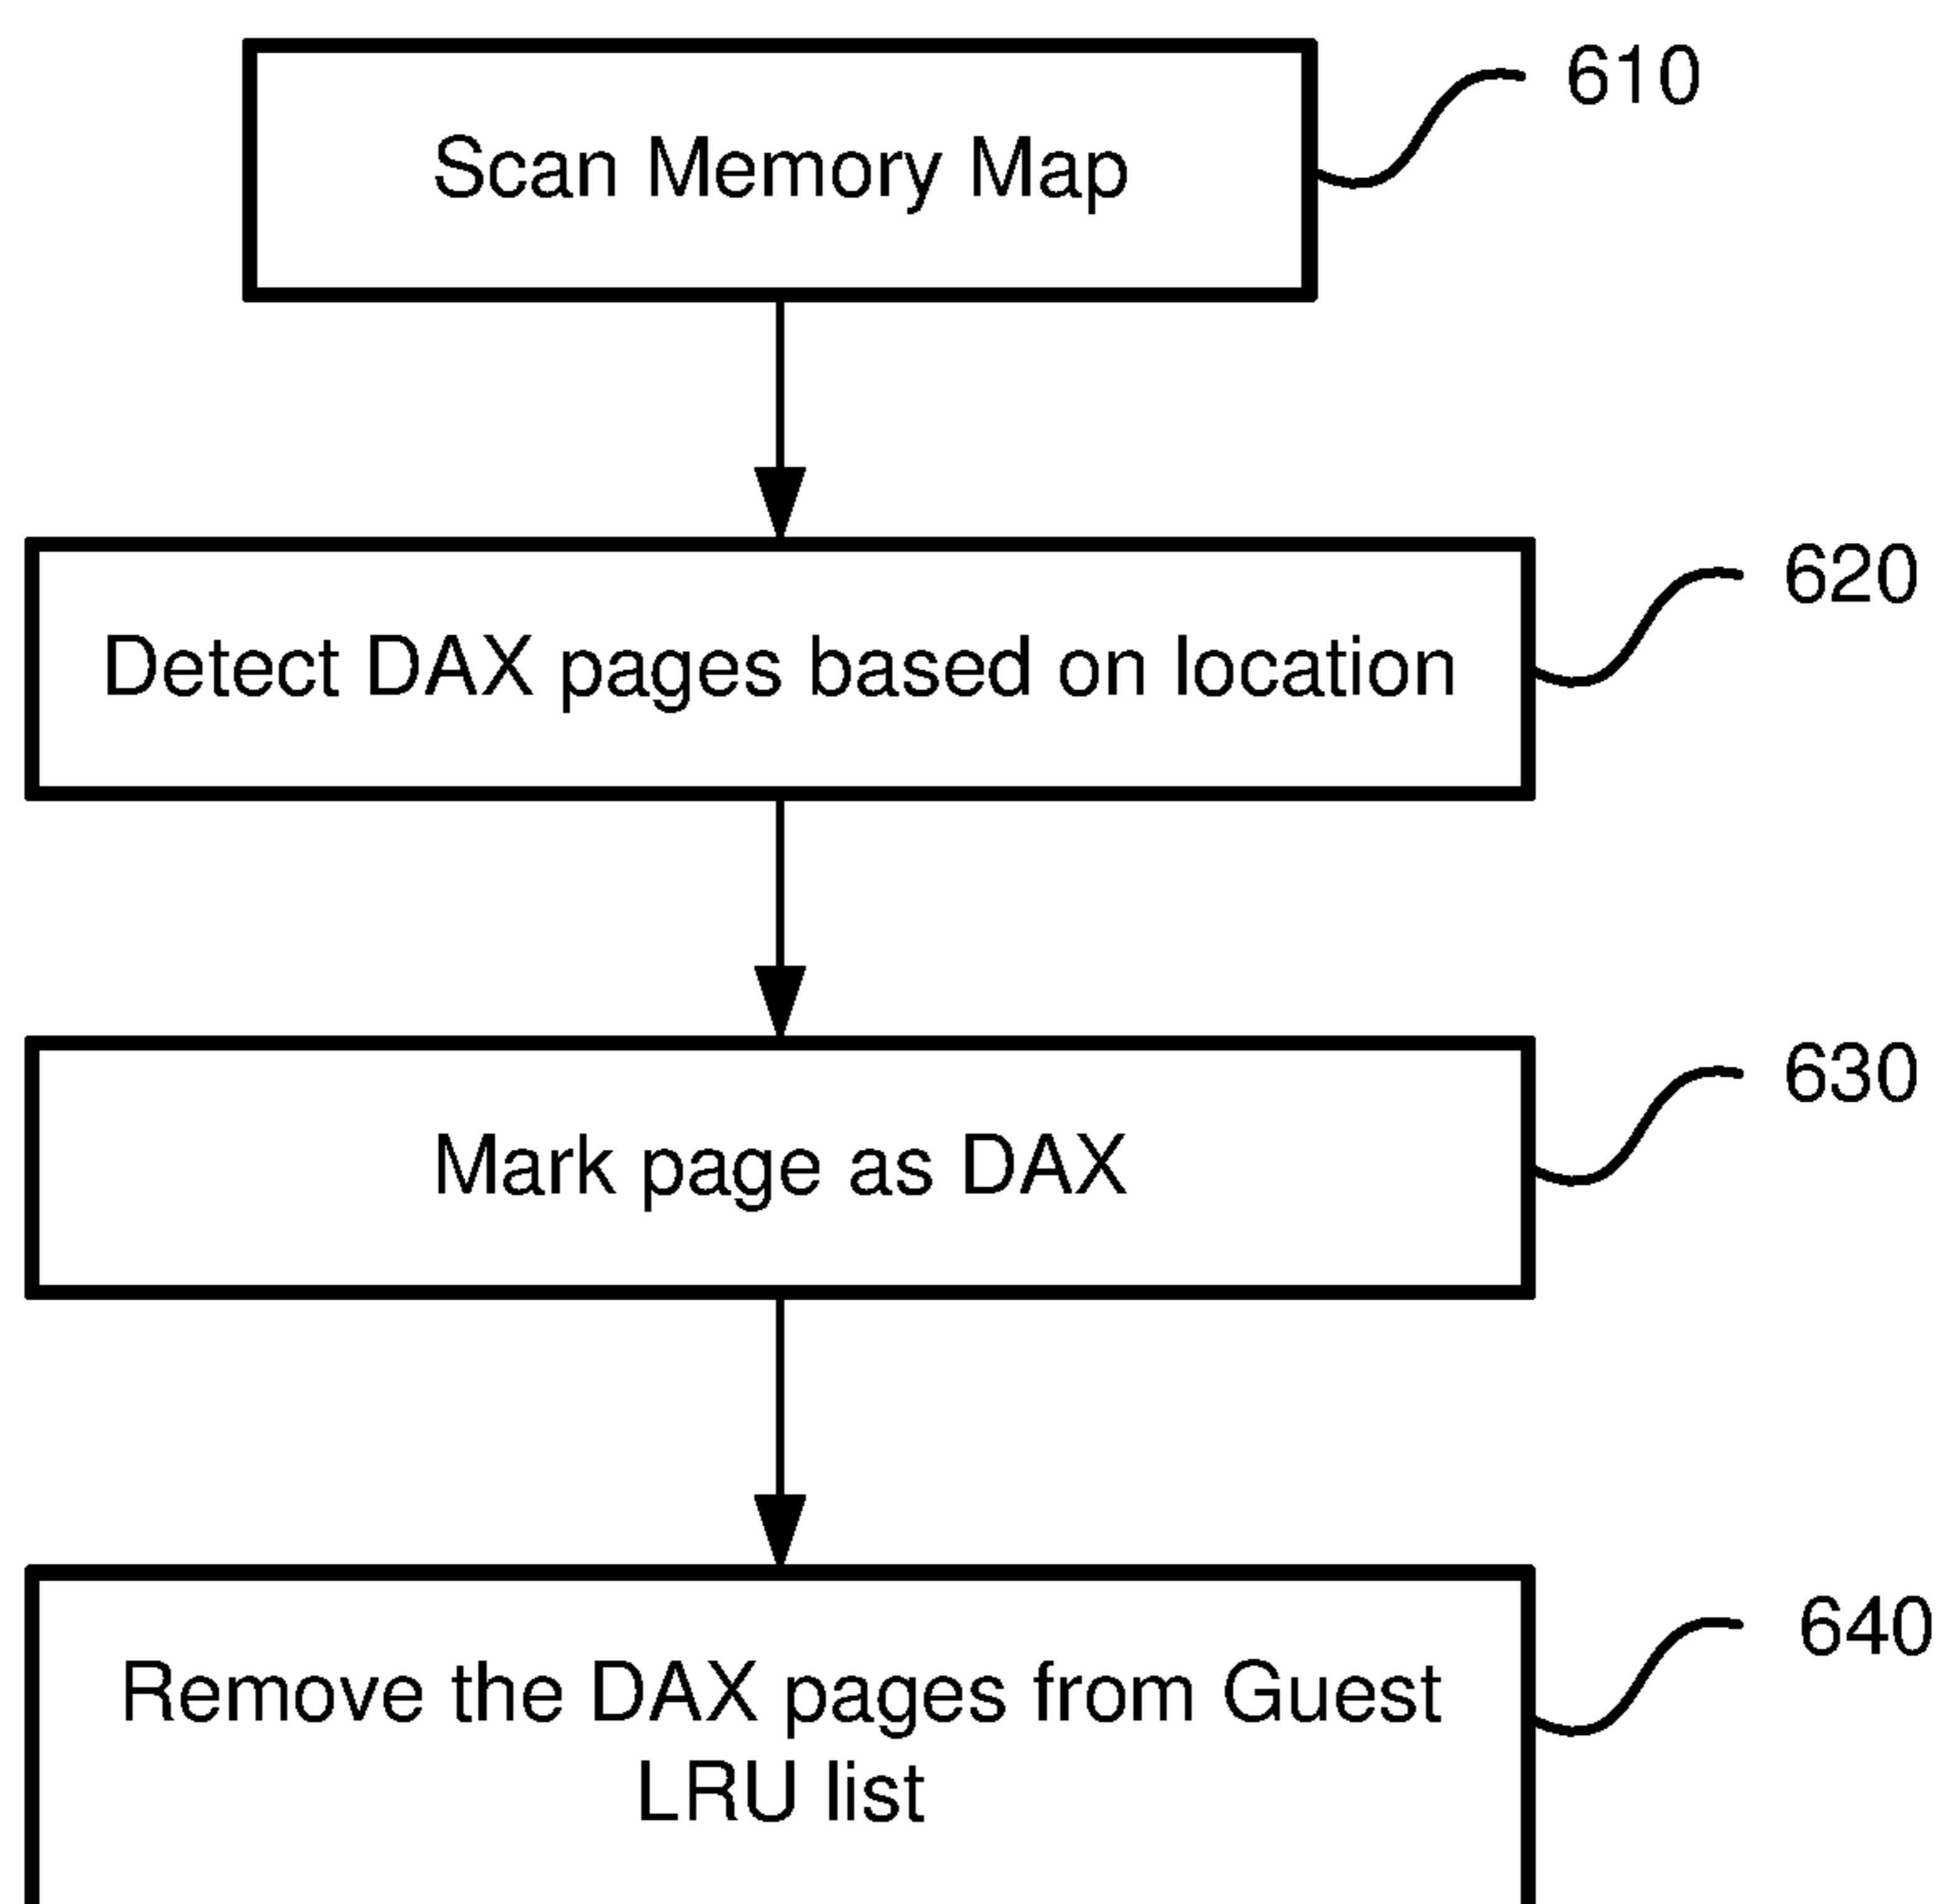 Scan Memory Map
610
Detect DAX pages based on location
620
Mark page as DAX
630
Remove the DAX pages from Guest
LRU list
640